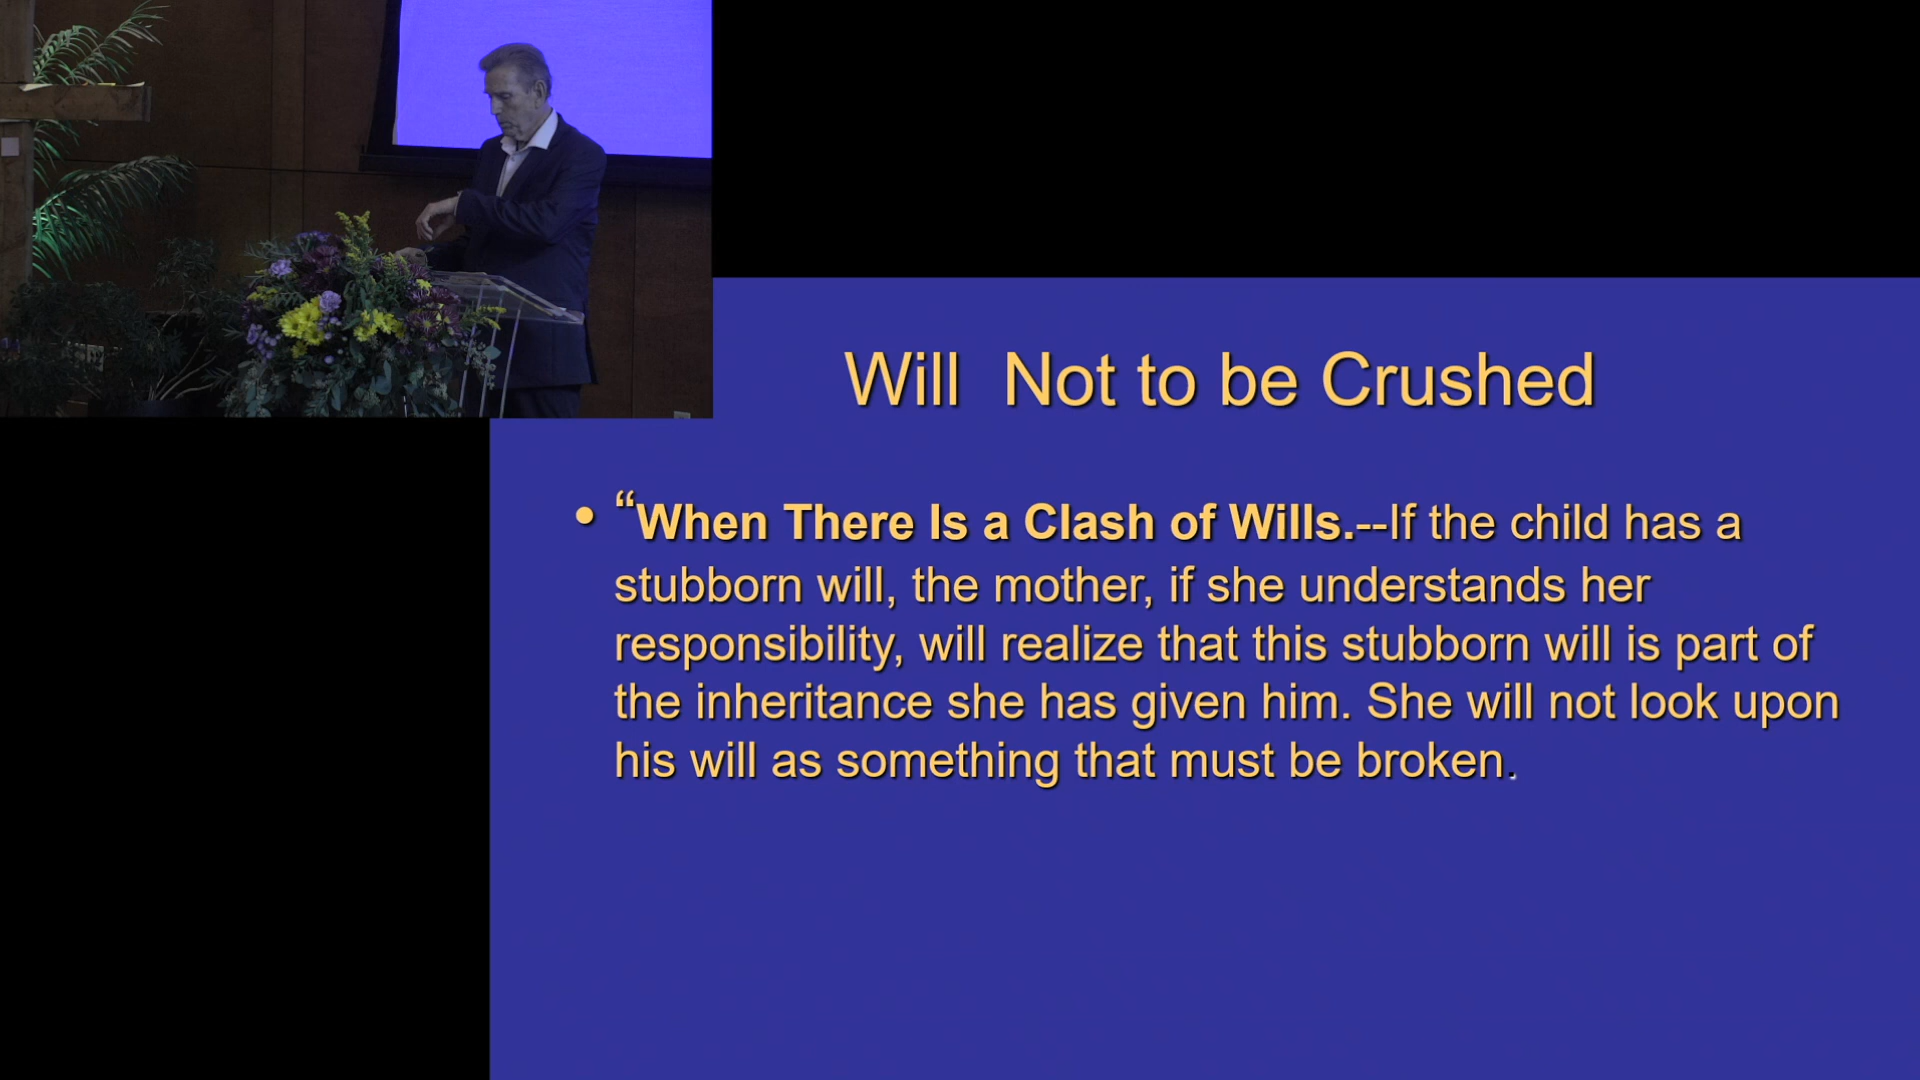 Will  Not to be Crushed
• “When There Is a Clash of Wills.--If the child has a
stubborn will, the mother, if she understands her
responsibility, will realize that this stubborn will is part of
the inheritance she has given him. She will not look upon
his will as something that must be broken.